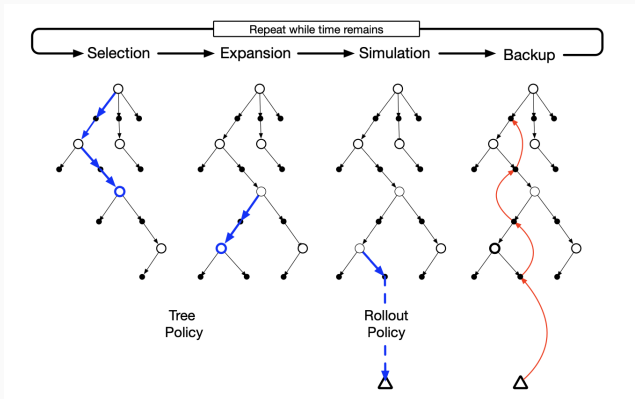 Repeat while time remains
Selection
Expansion
Simulation
Backup
Tree
Policy
Rollout
Policy